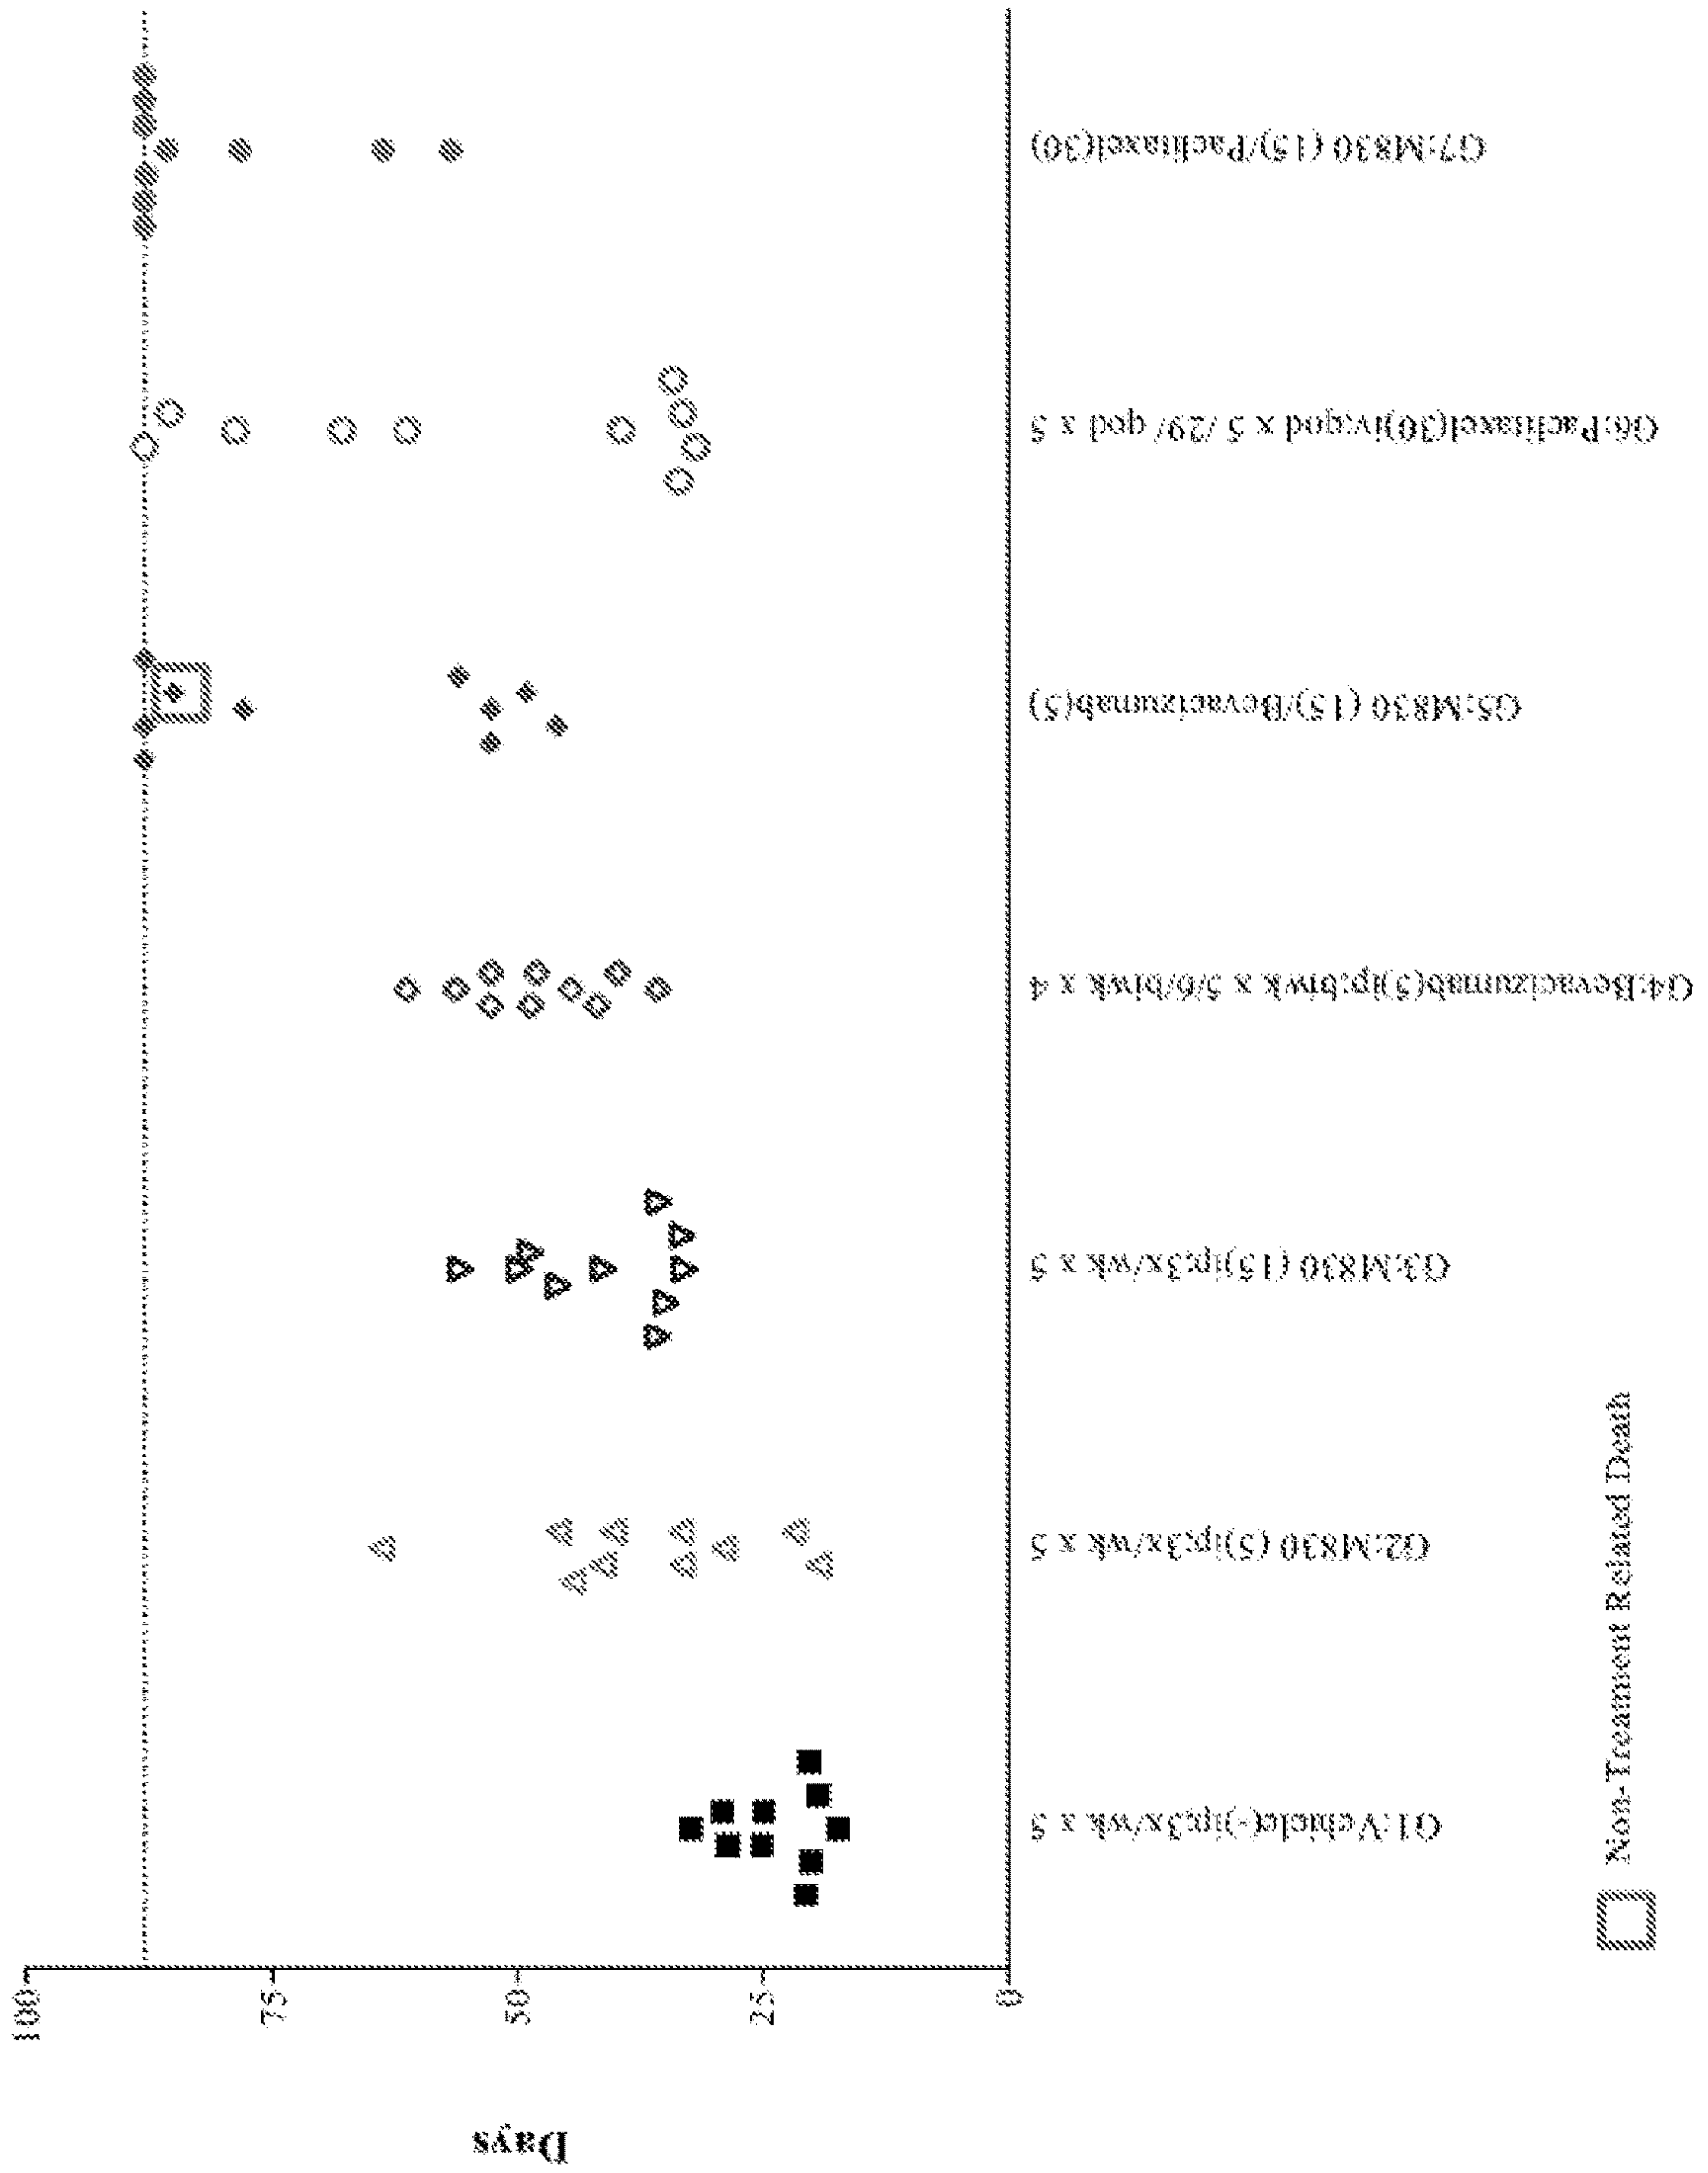 Days
100
75
50
25
0
G1:Vehicle(-)ip;3x/wk x 5
G2:M830 (5)ip;3x/wk x 5
G3:M830 (15)ip;3x/wk x 5
G4:Bevacizumab(5)ip;biwk x 5/6/biwk x 4
G5:M830 (15)/Bevacizumab(5)
G6:Paclitaxel(30)iv;qod x 5 /29/ qod x 5
G7:M830 (15)/Paclitaxel(30)
Non-Treament Related Death